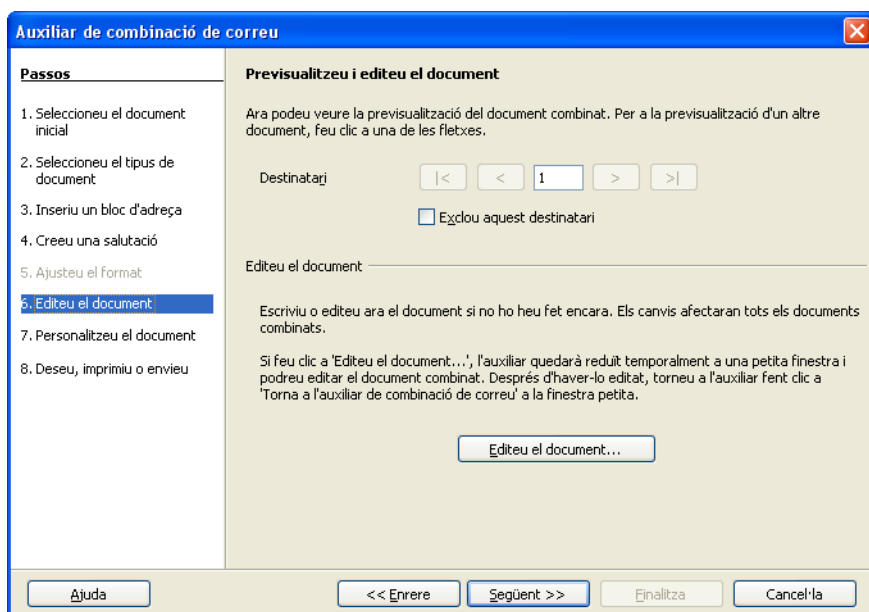 Auxiliar de combinació de correu
Passos
1. Seleccioneu el document
inicial
2. Seleccioneu el tipus de
document
3. Inseriu un bloc d'adreça
4. Creeu una salutació
5. Ajusteu el format
6. Editeu el document
7. Personalitzeu el document
8. Deseu, imprimiu o envieu
Previsualitzeu i editeu el document
Ara podeu veure la previsualització del document combinat. Per a la previsualització d'un altre
document, feu clic a una de les fletxes.
Destinatari |< < 1 > >|
Exclou aquest destinatari
Editeu el document
Escriviu o editeu ara el document si no ho heu fet encara. Els canvis afectaran tots els documents
combinats.
Si feu clic a 'Editeu el document...', l'auxiliar quedarà reduït temporalment a una petita finestra i
podreu editar el document combinat. Després d'haver-lo editat, torneu a l'auxiliar fent clic a
'Torna a l'auxiliar de combinació de correu' a la finestra petita.
Editeu el document...
Ajuda << Enrere Següent >> Finalitza Cancel·la